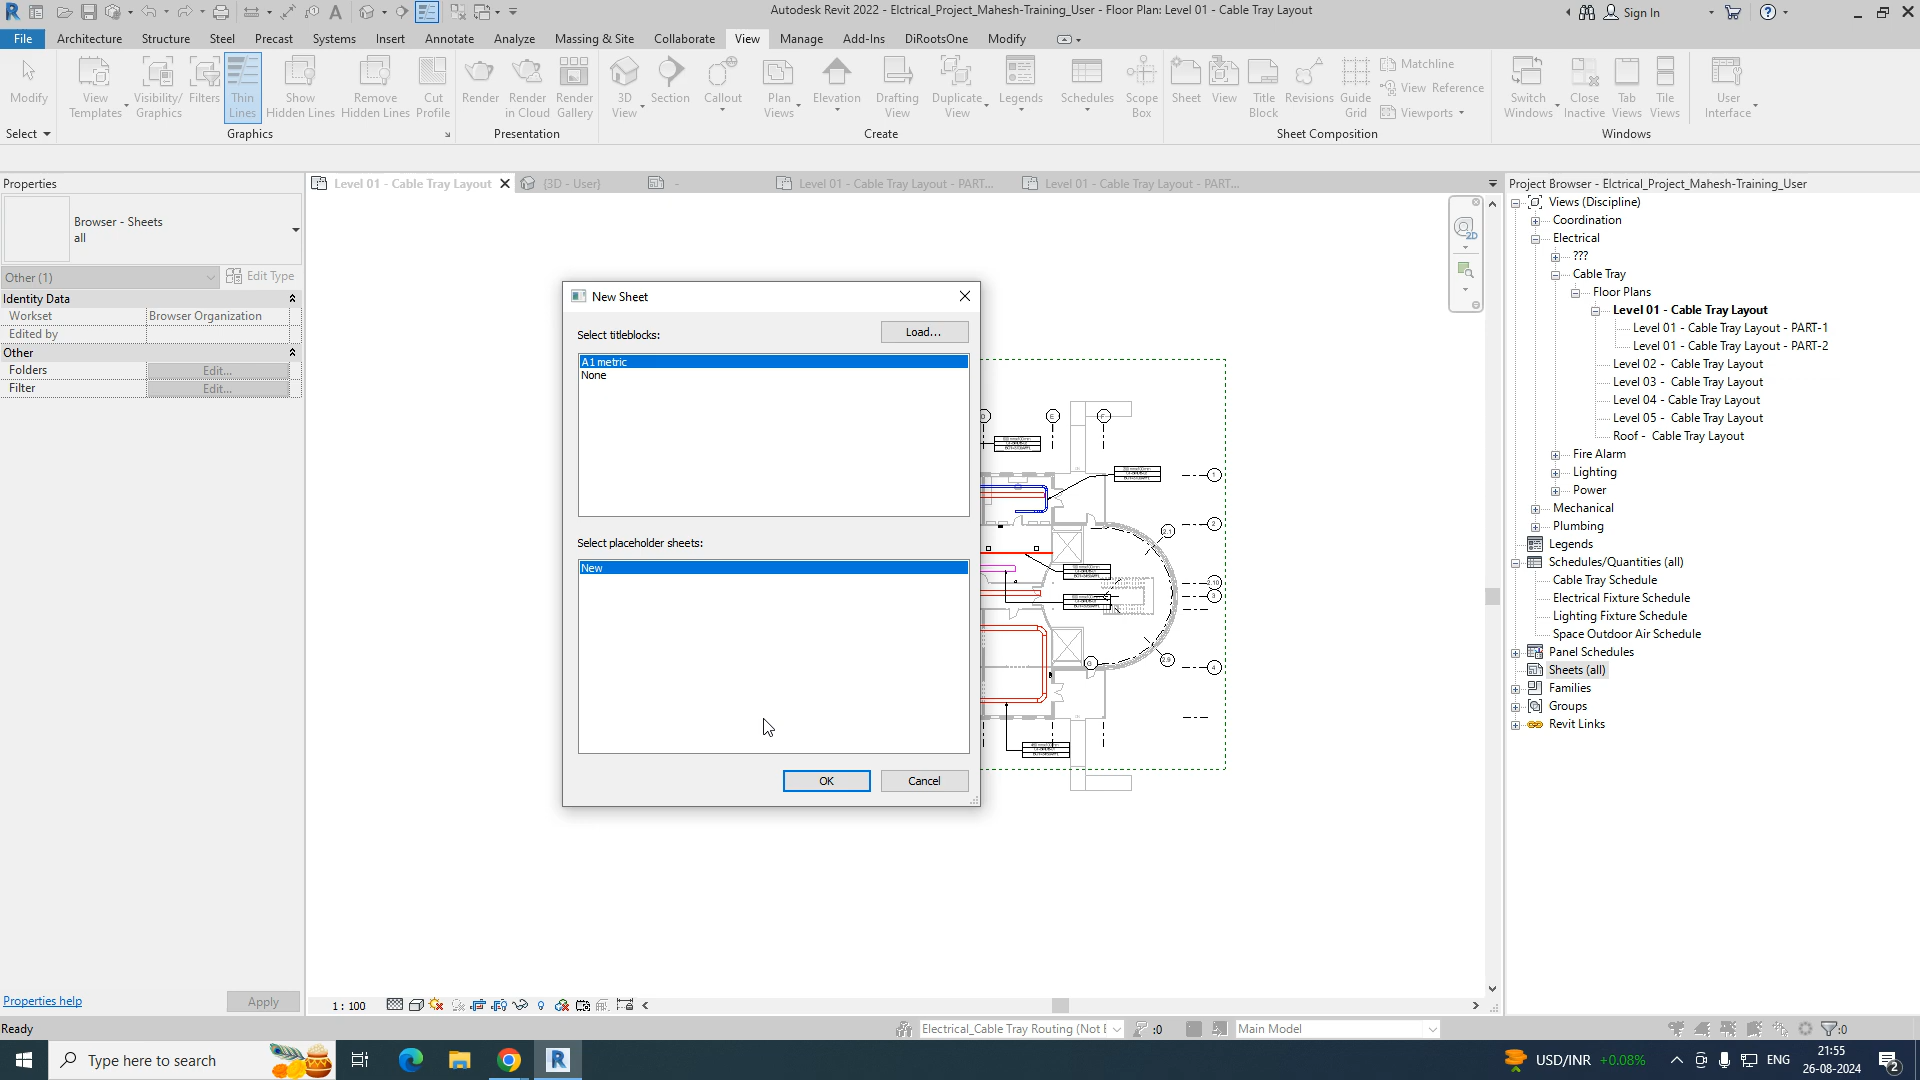 Autodesk Revit 2022 - Elctrical_Project_Mahesh-Training_User - Floor Plan: Level 01 - Cable Tray Layout
Sign In
File Architecture Structure Steel Precast Systems Insert Annotate Analyze Massing & Site Collaborate View Manage Add-Ins DiRootsOne Modify
Modify
View Templates
Visibility/ Graphics
Filters
Thin Lines
Show Hidden Lines
Remove Hidden Lines
Cut Profile
Render
Render in Cloud
Render Gallery
3D View
Section
Callout
Plan Views
Elevation
Drafting View
Duplicate View
Legends
Schedules
Scope Box
Sheet
View
Title Block
Revisions
Guide Grid
Matchline
View Reference
Viewports
Switch Windows
Close Inactive
Tab Views
Tile Views
User Interface
Select Graphics Presentation Create Sheet Composition Windows
Properties
Browser - Sheets
all
Other (1)
Edit Type
Identity Data
Workset Browser Organization
Edited by
Other
Folders Edit...
Filter Edit...
Properties help
Apply
Level 01 - Cable Tray Layout
{3D - User}
-
Level 01 - Cable Tray Layout - PART...
Level 01 - Cable Tray Layout - PART...
New Sheet
Select titleblocks:
Load...
A1 metric
None
Select placeholder sheets:
New
OK
Cancel
2D
E
F
1
2
2.1
2.10
3
2.9
4
Project Browser - Elctrical_Project_Mahesh-Training_User
Views (Discipline)
Coordination
Electrical
???
Cable Tray
Floor Plans
Level 01 - Cable Tray Layout
Level 01 - Cable Tray Layout - PART-1
Level 01 - Cable Tray Layout - PART-2
Level 02 - Cable Tray Layout
Level 03 - Cable Tray Layout
Level 04 - Cable Tray Layout
Level 05 - Cable Tray Layout
Roof - Cable Tray Layout
Fire Alarm
Lighting
Power
Mechanical
Plumbing
Legends
Schedules/Quantities (all)
Cable Tray Schedule
Electrical Fixture Schedule
Lighting Fixture Schedule
Space Outdoor Air Schedule
Panel Schedules
Sheets (all)
Families
Groups
Revit Links
1 : 100
Ready
Electrical_Cable Tray Routing (Not E
:0
Main Model
:0
Type here to search
USD/INR +0.08%
ENG
21:55
26-08-2024
2